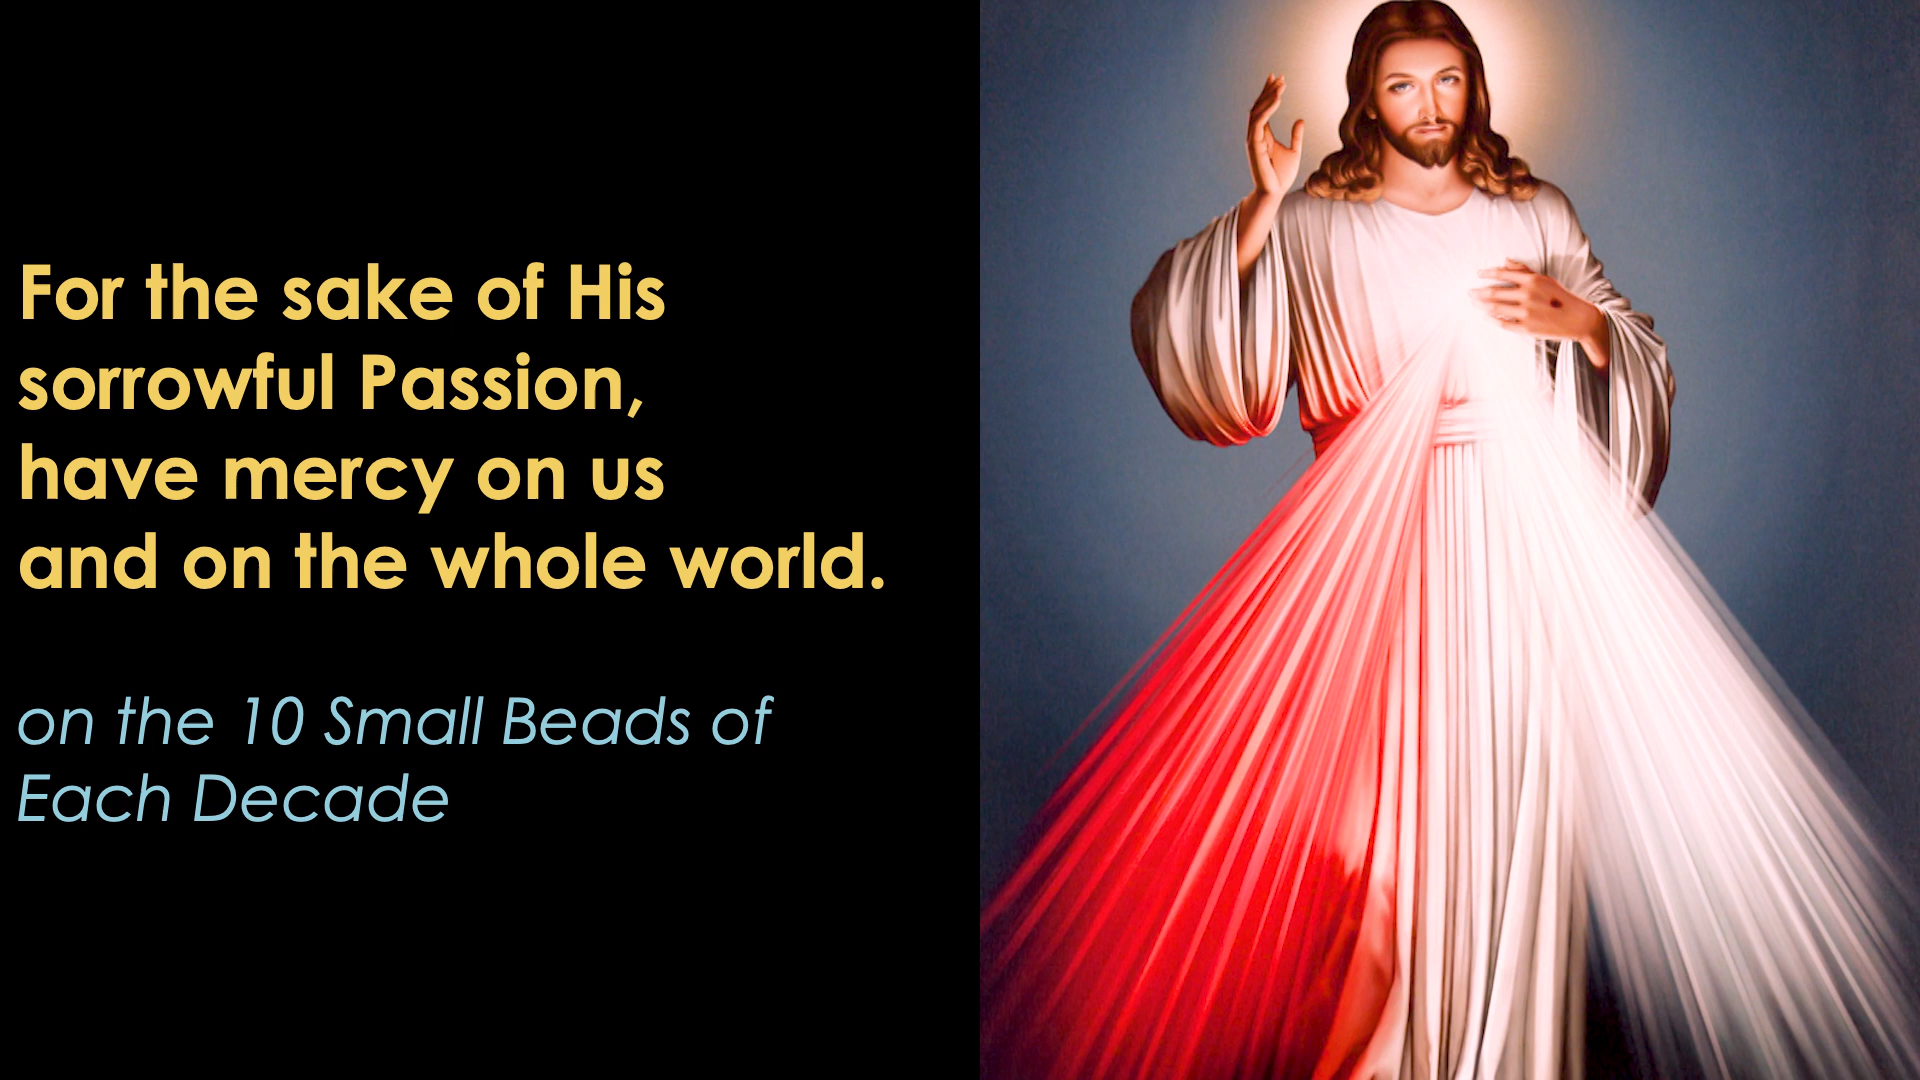 For the sake of His
sorrowful Passion,
have mercy on us
and on the whole world.
on the 10 Small Beads of
Each Decade